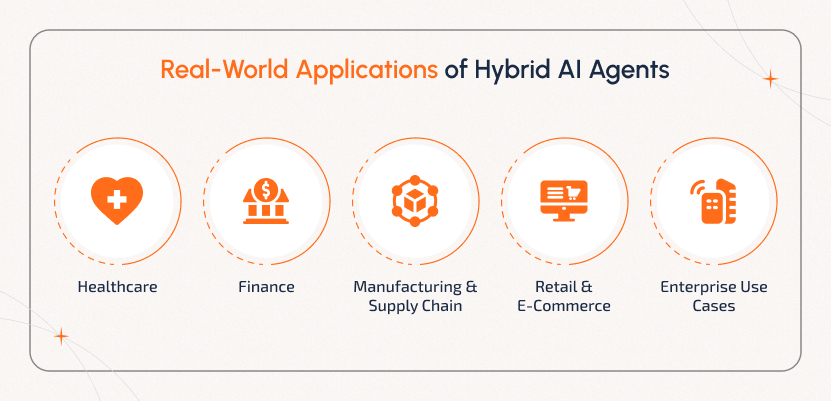 Real-World Applications of Hybrid AI Agents
Healthcare
Finance
Manufacturing &
Supply Chain
Retail &
E-Commerce
Enterprise Use
Cases